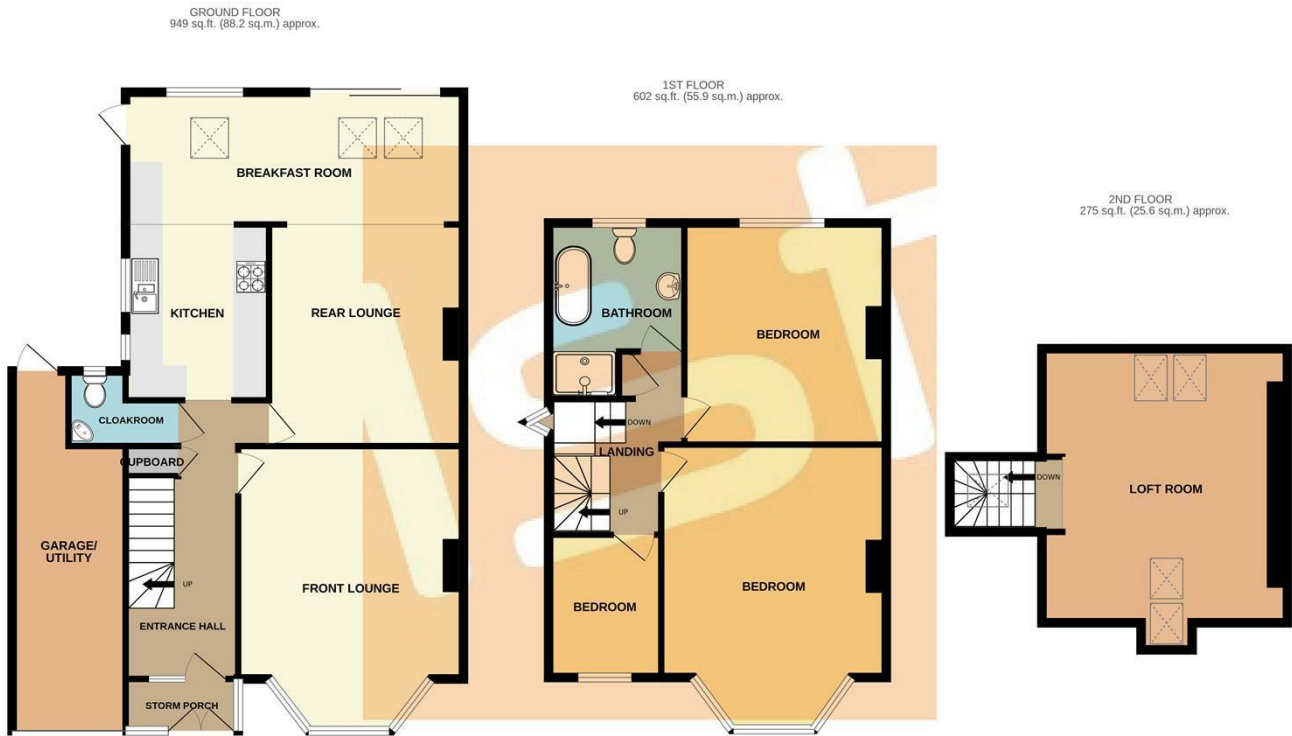 GROUND FLOOR
949 sq.ft. (88.2 sq.m.) approx.
BREAKFAST ROOM
KITCHEN
REAR LOUNGE
CLOAKROOM
CUPBOARD
GARAGE/
UTILITY
UP
FRONT LOUNGE
ENTRANCE HALL
STORM PORCH
1ST FLOOR
602 sq.ft. (55.9 sq.m.) approx.
BATHROOM
BEDROOM
DOWN
LANDING
UP
BEDROOM
BEDROOM
2ND FLOOR
275 sq.ft. (25.6 sq.m.) approx.
DOWN
LOFT ROOM